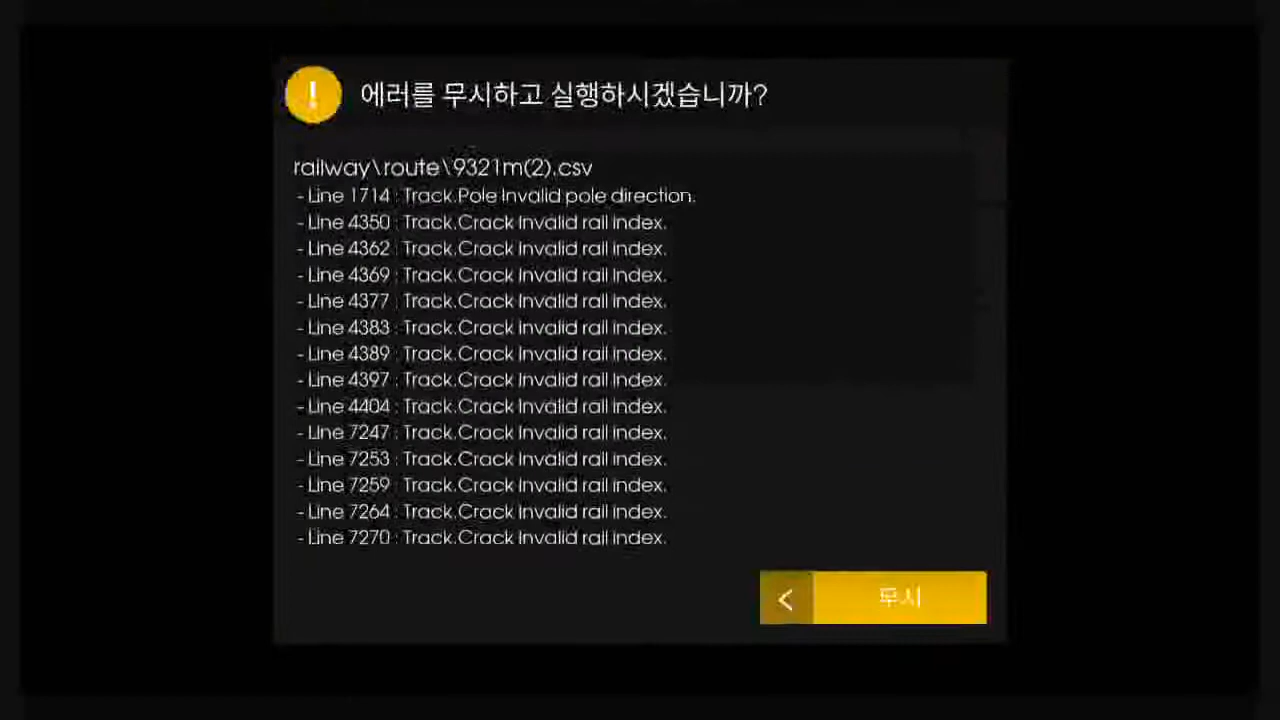 에러를 무시하고 실행하시겠습니까?
railway\route\9321m(2).csv
- Line 1714 : Track.Pole Invalid pole direction.
- Line 4350 : Track.Crack Invalid rail index.
- Line 4362 : Track.Crack Invalid rail index.
- Line 4369 : Track.Crack Invalid rail index.
- Line 4377 : Track.Crack Invalid rail index.
- Line 4383 : Track.Crack Invalid rail index.
- Line 4389 : Track.Crack Invalid rail index.
- Line 4397 : Track.Crack Invalid rail index.
- Line 4404 : Track.Crack Invalid rail index.
- Line 7247 : Track.Crack Invalid rail index.
- Line 7253 : Track.Crack Invalid rail index.
- Line 7259 : Track.Crack Invalid rail index.
- Line 7264 : Track.Crack Invalid rail index.
- Line 7270 : Track.Crack Invalid rail index.
< 무시